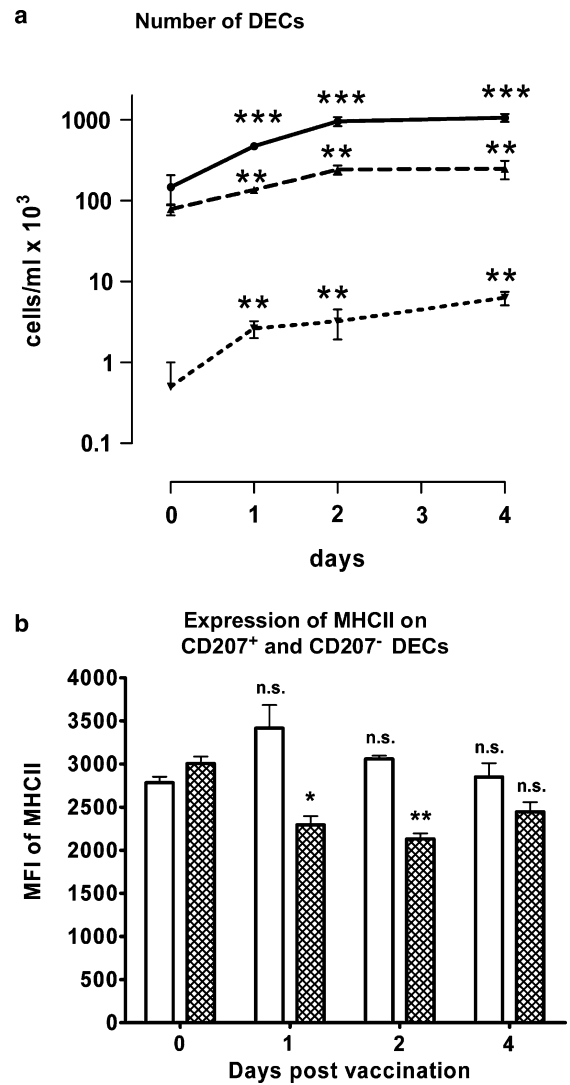 a
Number of DECs
*** *** ***
** ** **
** ** **
1000
100
10
1
0.1
cells/ml x 10³
0 1 2 3 4
days
b
Expression of MHCII on
CD207⁺ and CD207⁻ DECs
4000
3500
3000
2500
2000
1500
1000
500
0
MFI of MHCII
n.s. n.s. n.s.
* ** n.s.
0 1 2 4
Days post vaccination